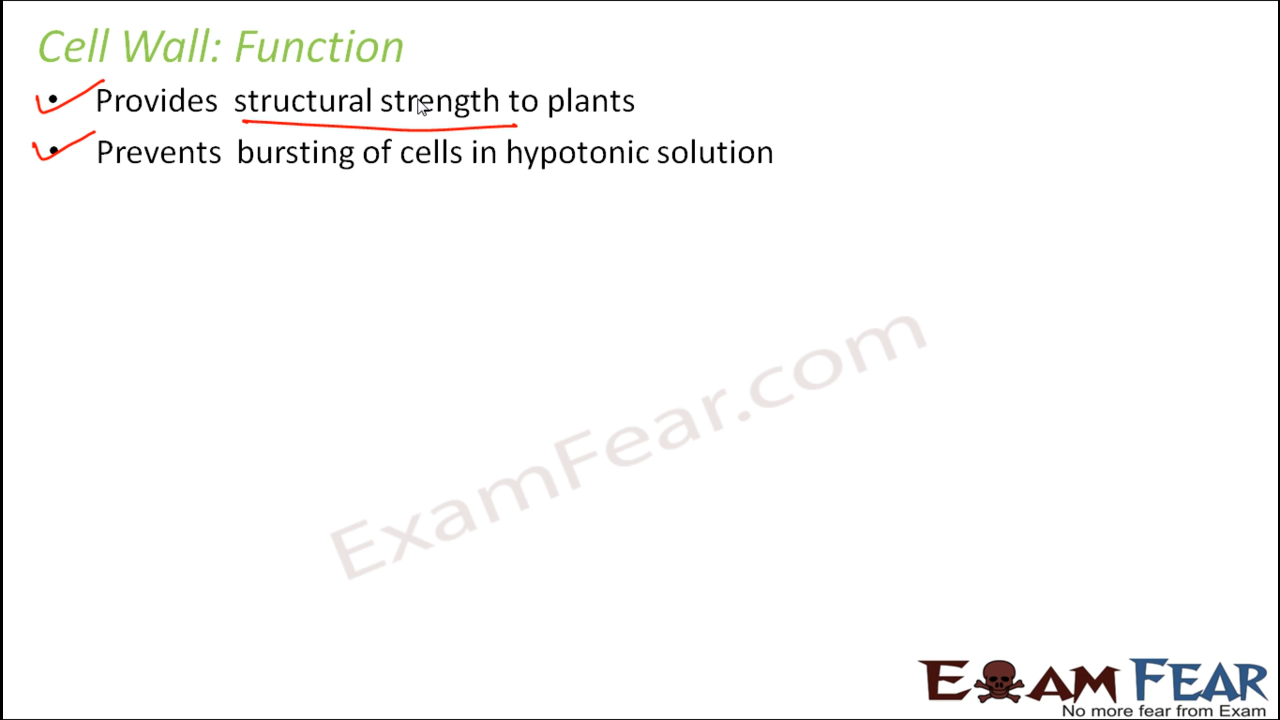 Cell Wall: Function
• Provides structural strength to plants
• Prevents bursting of cells in hypotonic solution
ExamFear.com
EXAM FEAR
No more fear from Exam